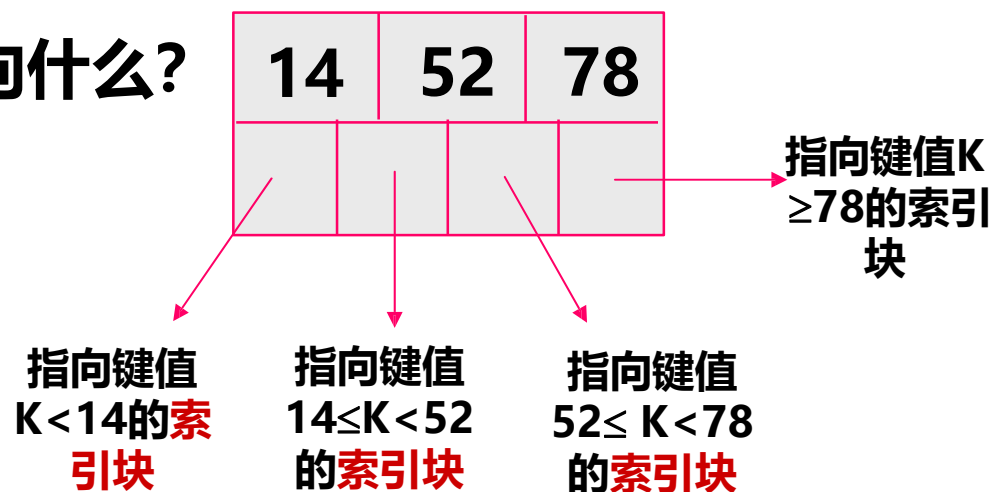 向什么?
14 52 78
指向键值K
≥78的索引
块
指向键值
K<14的索
引块
指向键值
14≤K<52
的索引块
指向键值
52≤ K<78
的索引块